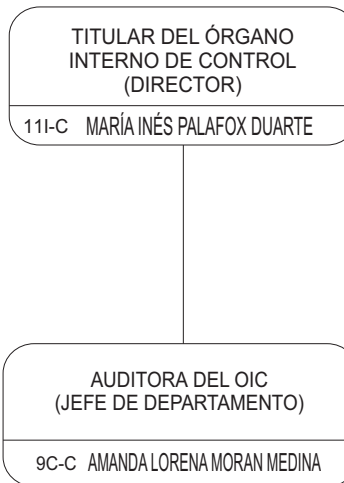 TITULAR DEL ÓRGANO
INTERNO DE CONTROL
(DIRECTOR)
11I-C MARÍA INÉS PALAFOX DUARTE
AUDITORA DEL OIC
(JEFE DE DEPARTAMENTO)
9C-C AMANDA LORENA MORAN MEDINA